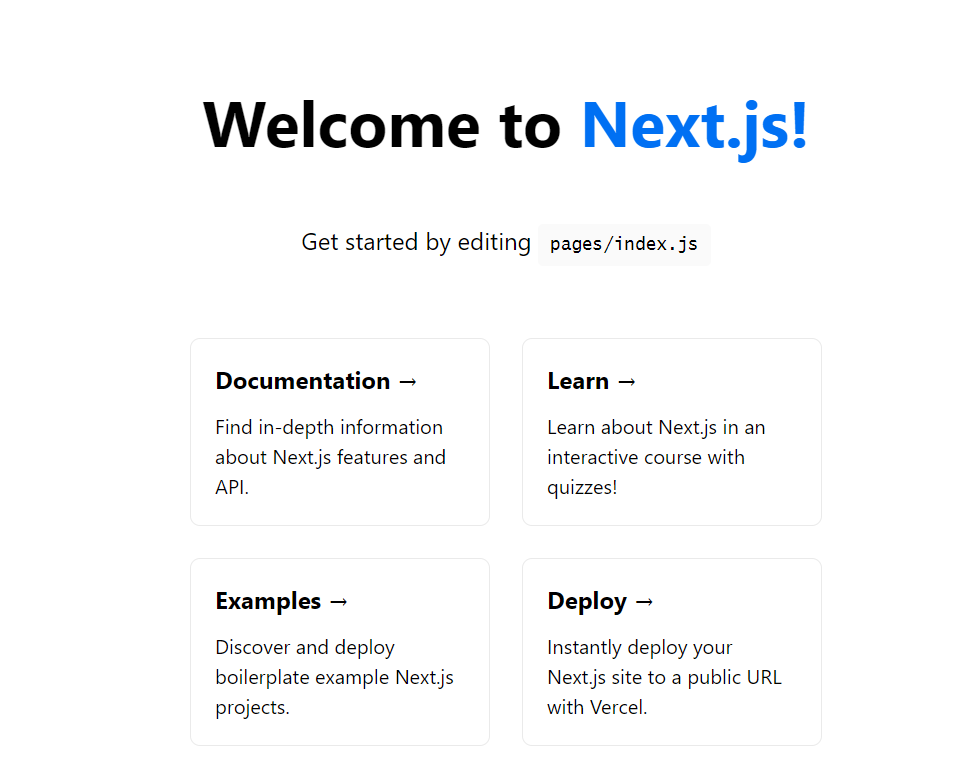 Welcome to Next.js!
Get started by editing pages/index.js
Documentation →
Find in-depth information
about Next.js features and
API.
Learn →
Learn about Next.js in an
interactive course with
quizzes!
Examples →
Discover and deploy
boilerplate example Next.js
projects.
Deploy →
Instantly deploy your
Next.js site to a public URL
with Vercel.